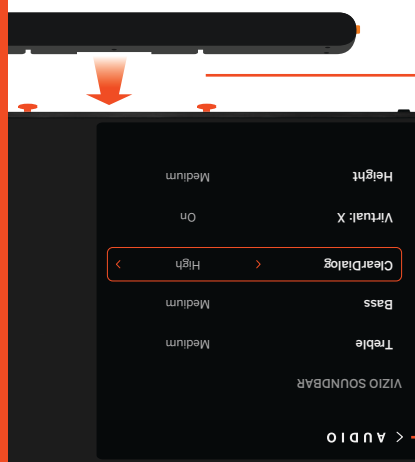 AUDIO
VIZIO SOUNDBAR
Treble Medium
Bass Medium
ClearDialog High
Virtual: X On
Height Medium